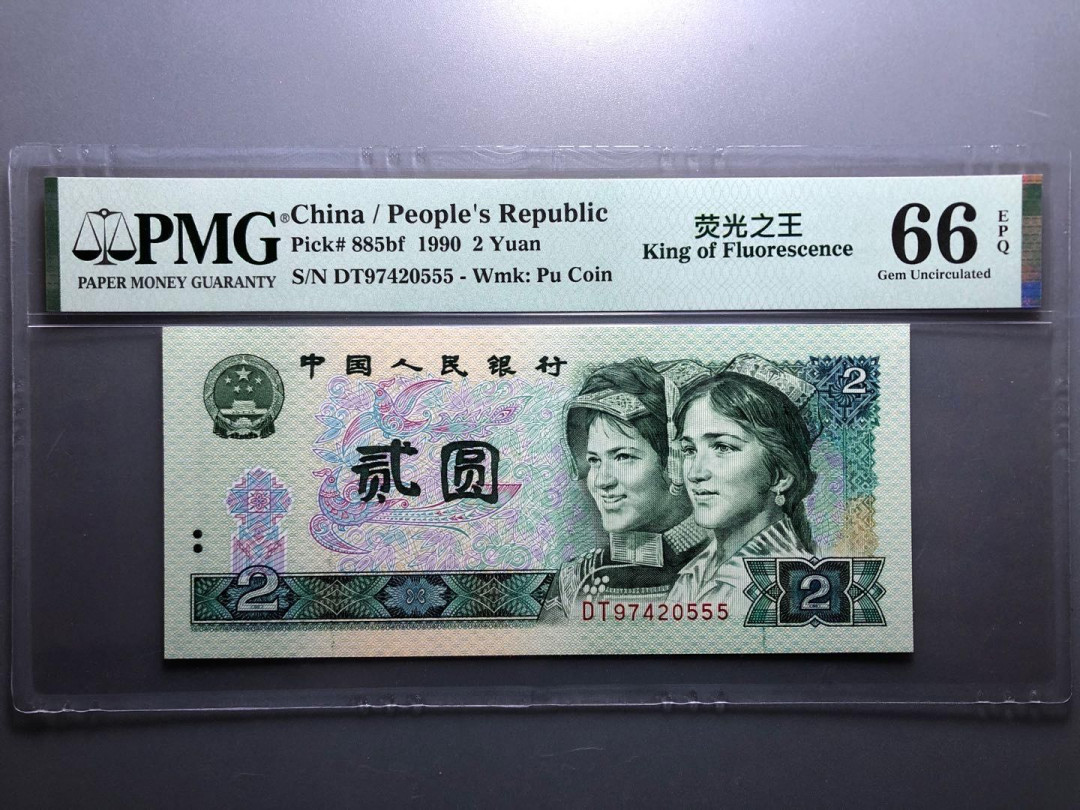 PMG®
PAPER MONEY GUARANTY
China / People's Republic
Pick# 885bf 1990 2 Yuan
S/N DT97420555 - Wmk: Pu Coin
荧光之王
King of Fluorescence
66
EPQ
Gem Uncirculated
中国人民银行
2
贰圆
2
2
DT97420555